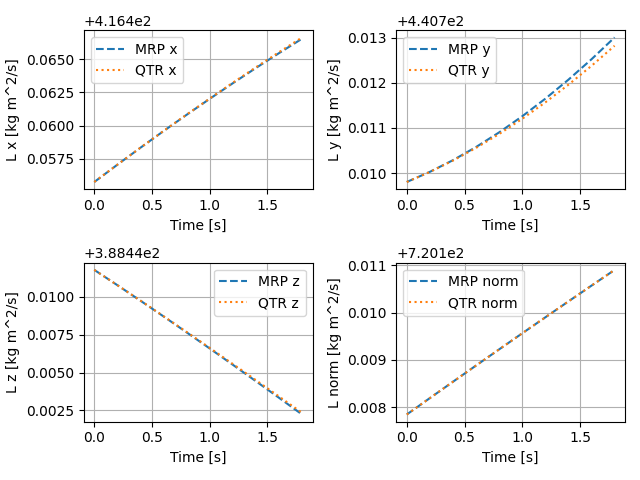 +4.164e2
L x [kg m^2/s]
0.0650
0.0625
0.0600
0.0575
MRP x
QTR x
0.0
0.5
1.0
1.5
Time [s]
+4.407e2
L y [kg m^2/s]
0.013
0.012
0.011
0.010
MRP y
QTR y
0.0
0.5
1.0
1.5
Time [s]
+3.8844e2
L z [kg m^2/s]
0.0100
0.0075
0.0050
0.0025
MRP z
QTR z
0.0
0.5
1.0
1.5
Time [s]
+7.201e2
L norm [kg m^2/s]
0.011
0.010
0.009
0.008
MRP norm
QTR norm
0.0
0.5
1.0
1.5
Time [s]